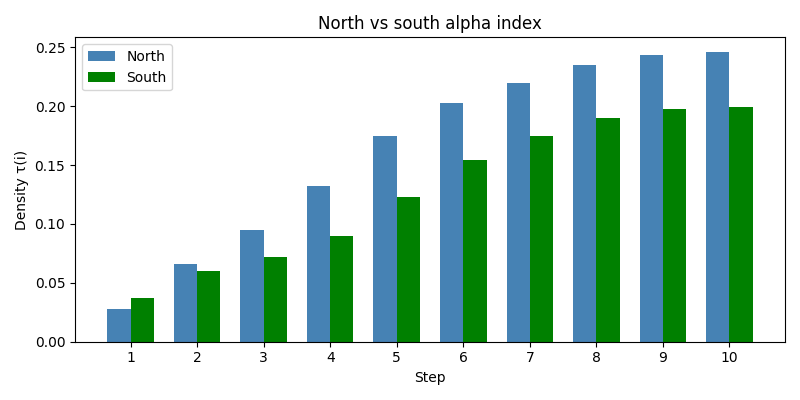 North vs south alpha index
North
South
Density τ(i)
0.25
0.20
0.15
0.10
0.05
0.00
1 2 3 4 5 6 7 8 9 10
Step